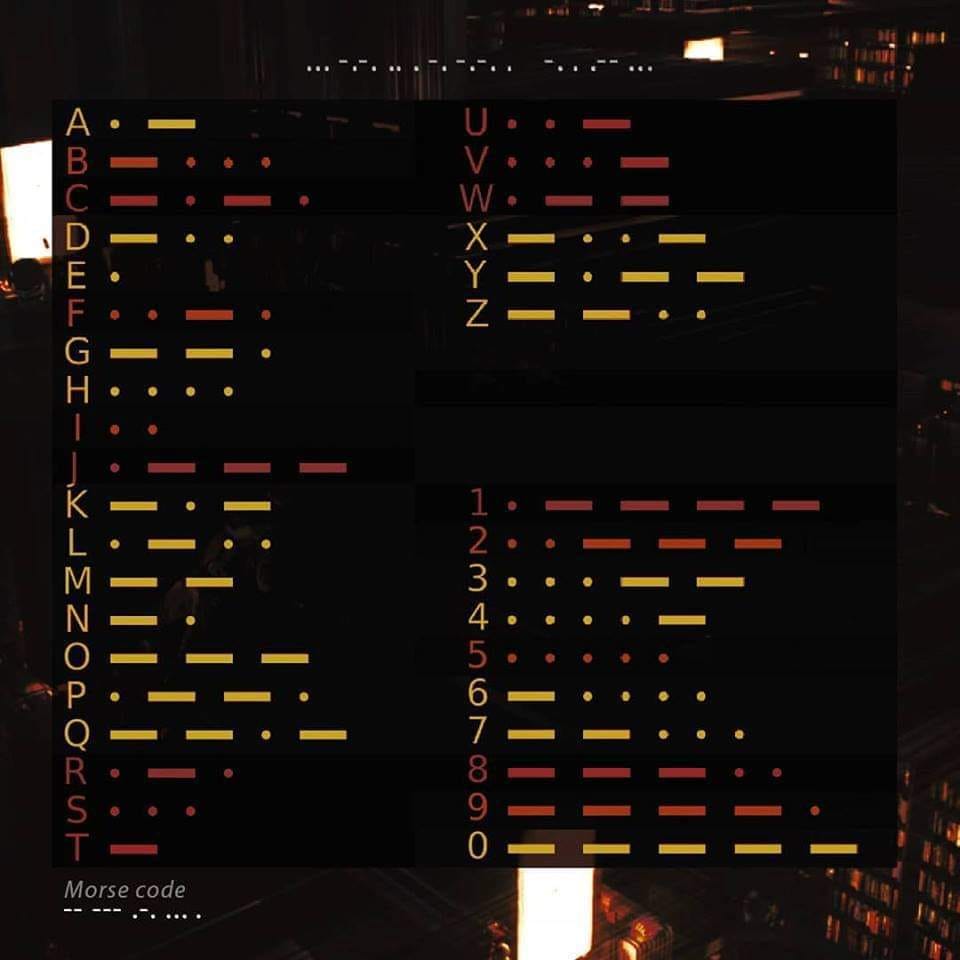 A . _
B _ . . .
C _ . _ .
D _ . .
E .
F . . _ .
G _ _ .
H . . . .
I . .
J . _ _ _
K _ . _
L . _ . .
M _ _
N _ .
O _ _ _
P . _ _ .
Q _ _ . _
R . _ .
S . . .
T _
U . . _
V . . . _
W . _ _
X _ . . _
Y _ . _ _
Z _ _ . .
1 . _ _ _ _
2 . . _ _ _
3 . . . _ _
4 . . . . _
5 . . . . .
6 _ . . . .
7 _ _ . . .
8 _ _ _ . .
9 _ _ _ _ .
0 _ _ _ _ _
Morse code
-- --- .-. ... .